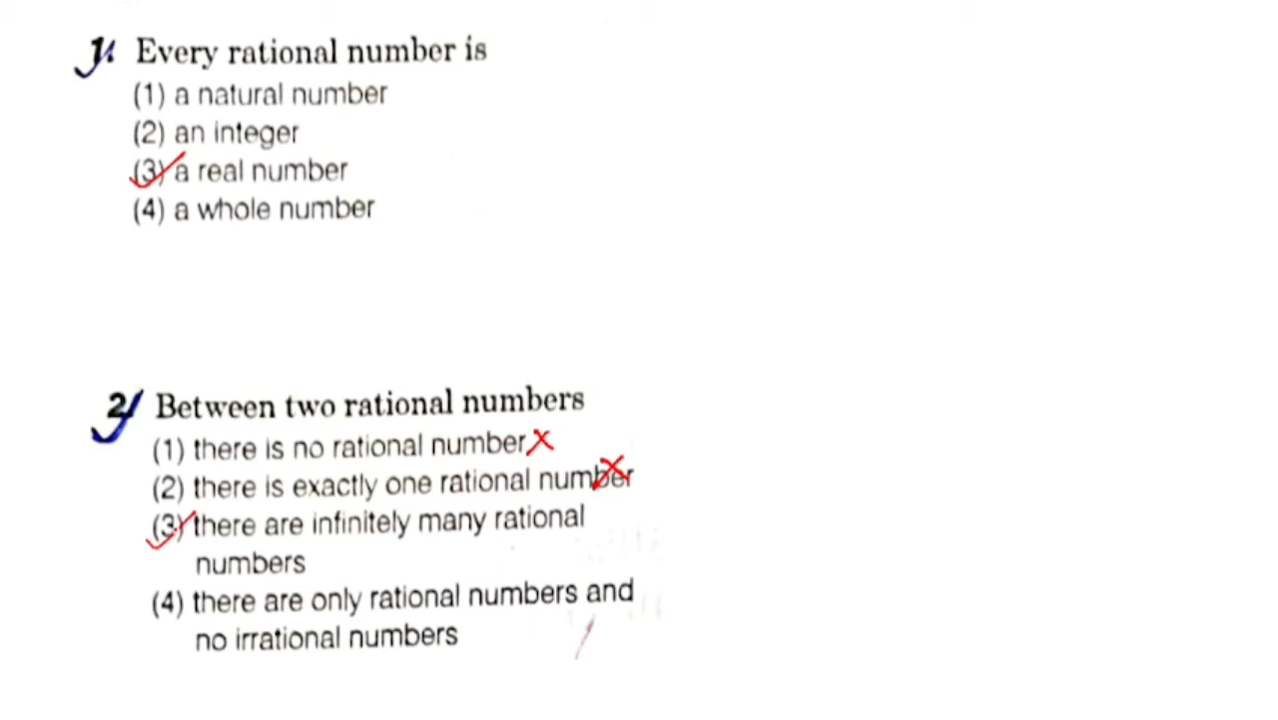 1. Every rational number is
(1) a natural number
(2) an integer
(3) a real number
(4) a whole number
2. Between two rational numbers
(1) there is no rational number
(2) there is exactly one rational number
(3) there are infinitely many rational
numbers
(4) there are only rational numbers and
no irrational numbers